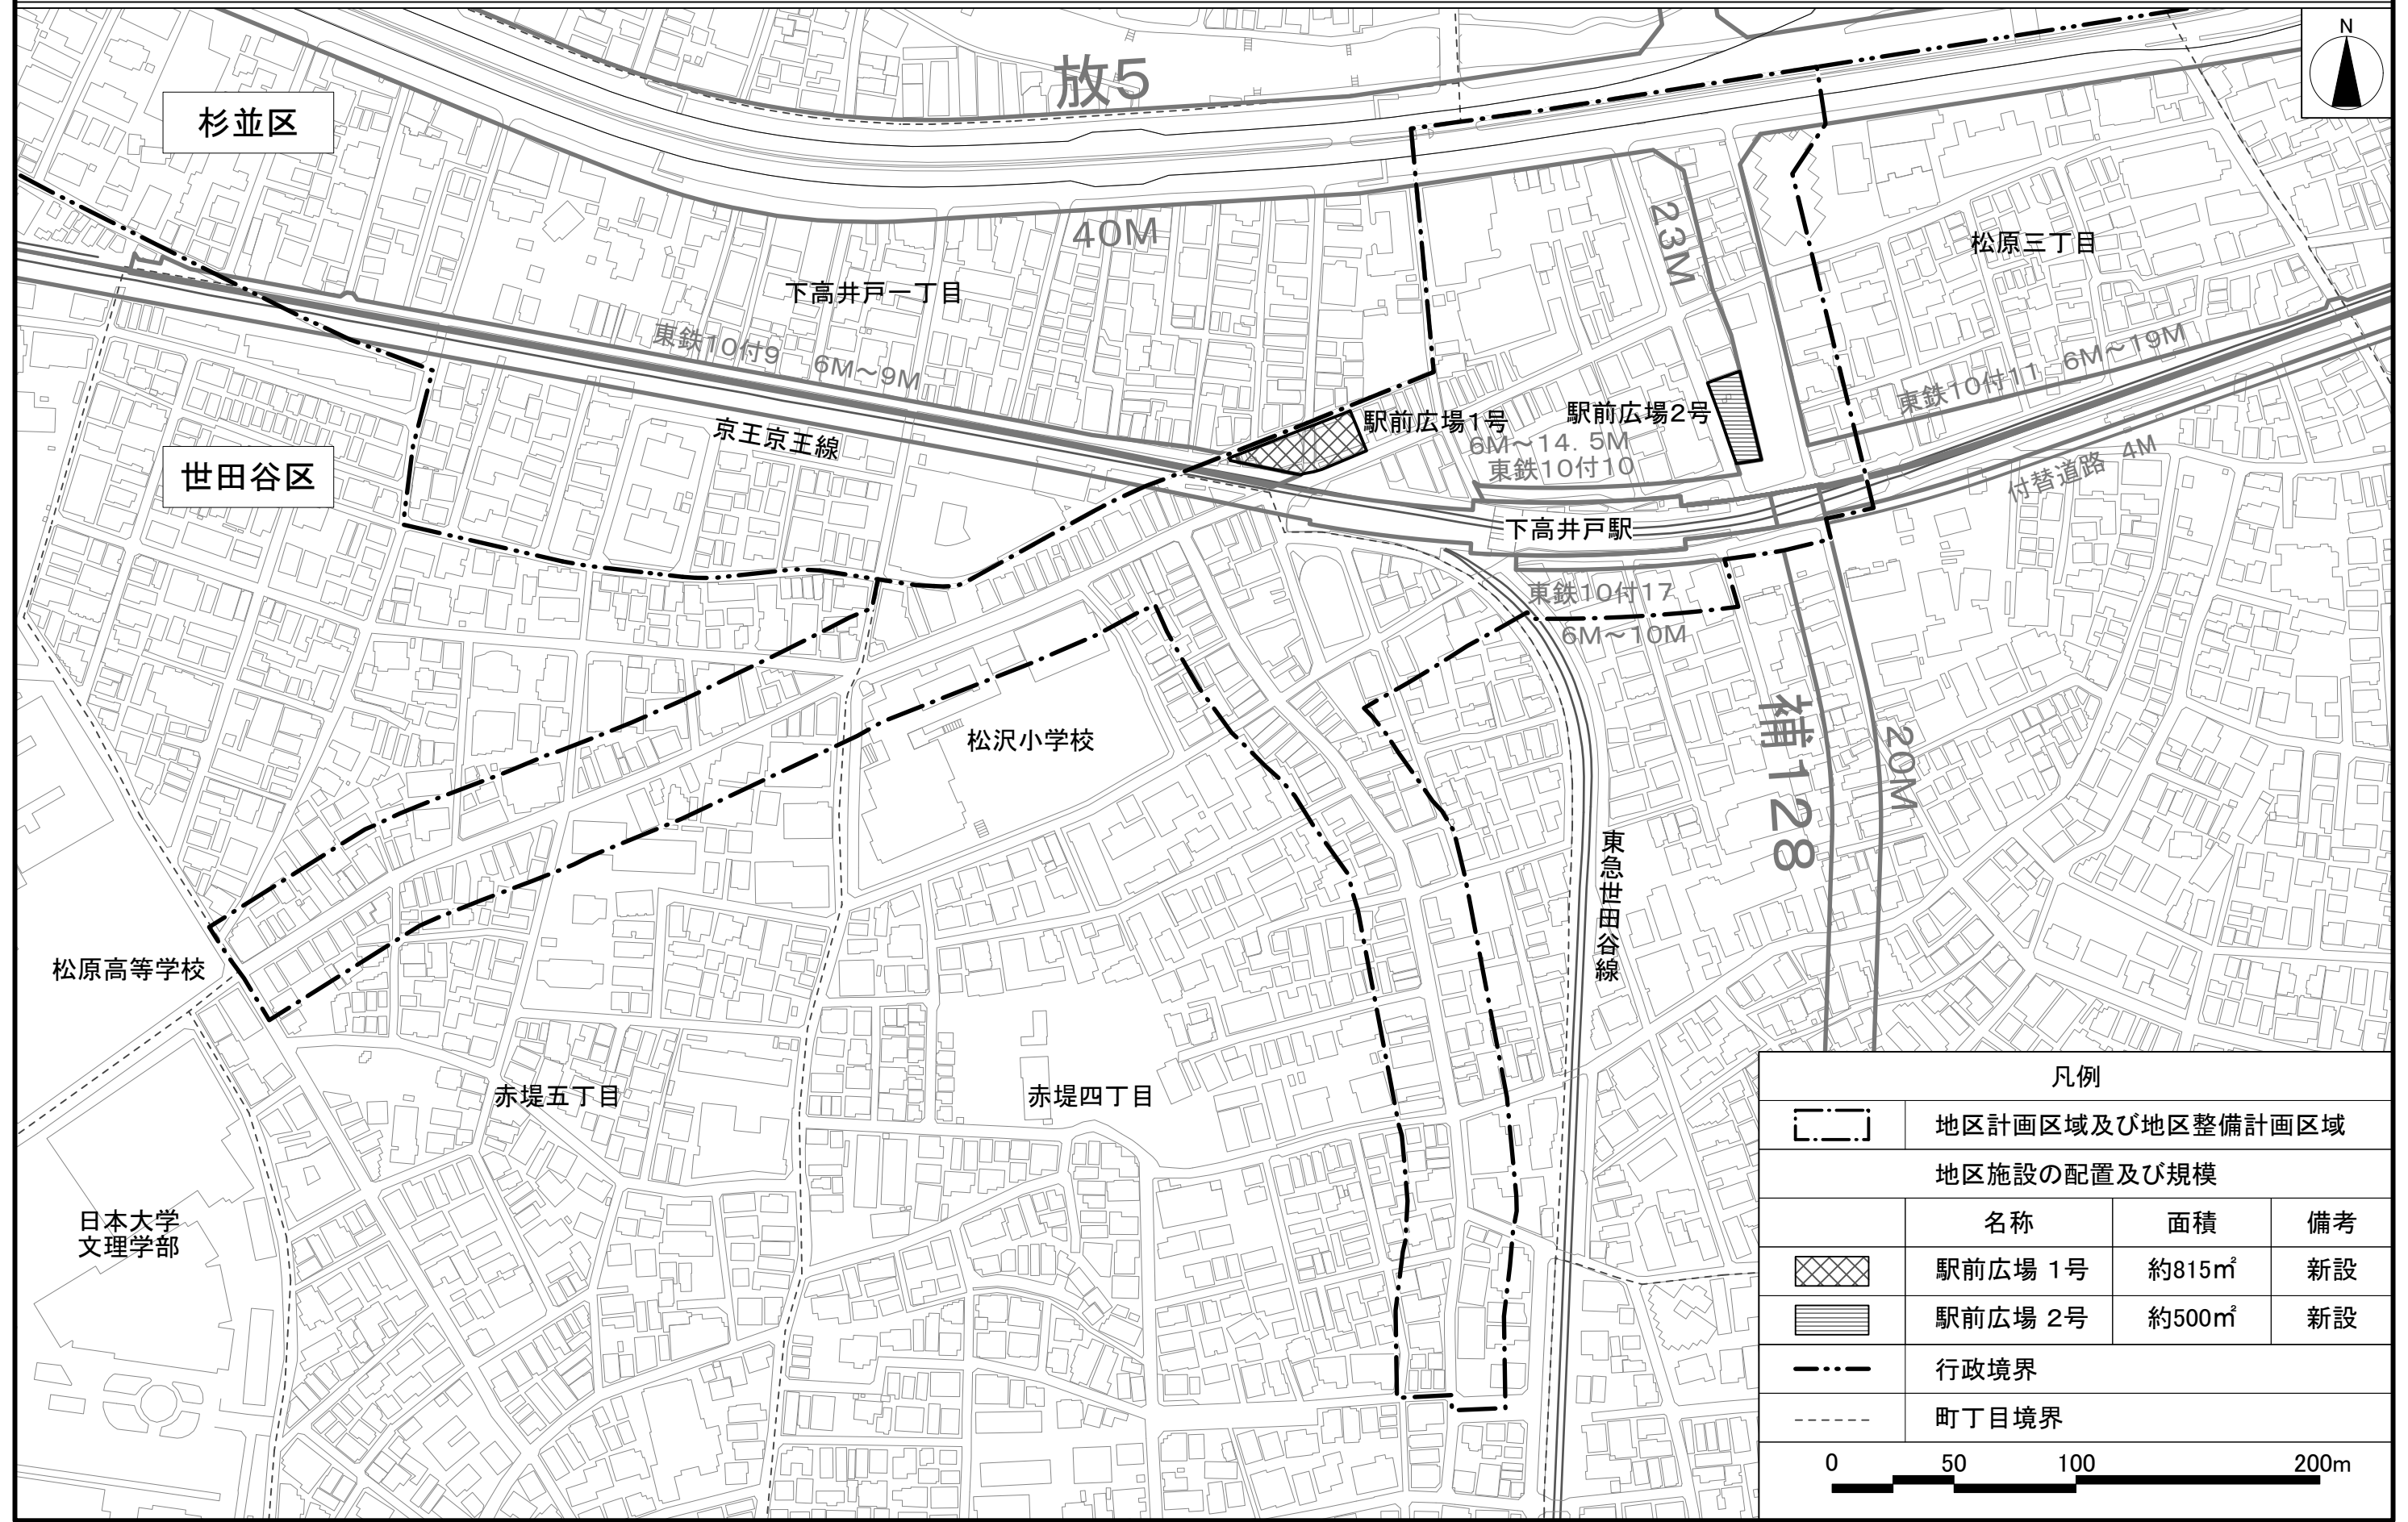 N
放5
杉並区
40M
23M
松原三丁目
下高井戸一丁目
東鉄10付9　6M～9M
東鉄10付11　6M～19M
京王京王線
駅前広場1号
駅前広場2号
6M～14．5M
東鉄10付10
世田谷区
付替道路　4M
下高井戸駅
東鉄10付17
6M～10M
補128
20M
松沢小学校
東急世田谷線
松原高等学校
赤堤五丁目
赤堤四丁目
日本大学
文理学部
凡例
地区計画区域及び地区整備計画区域
地区施設の配置及び規模
名称　面積　備考
駅前広場 1号　約815㎡　新設
駅前広場 2号　約500㎡　新設
行政境界
町丁目境界
0　50　100　200m